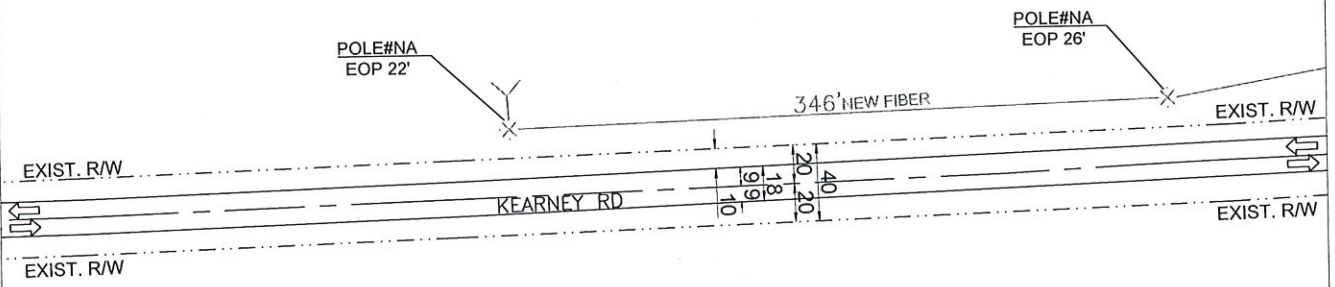 POLE#NA
EOP 26'
POLE#NA
EOP 22'
346' NEW FIBER
EXIST. R/W
EXIST. R/W
20
9
18
40
KEARNEY RD
10
9
20
EXIST. R/W
EXIST. R/W